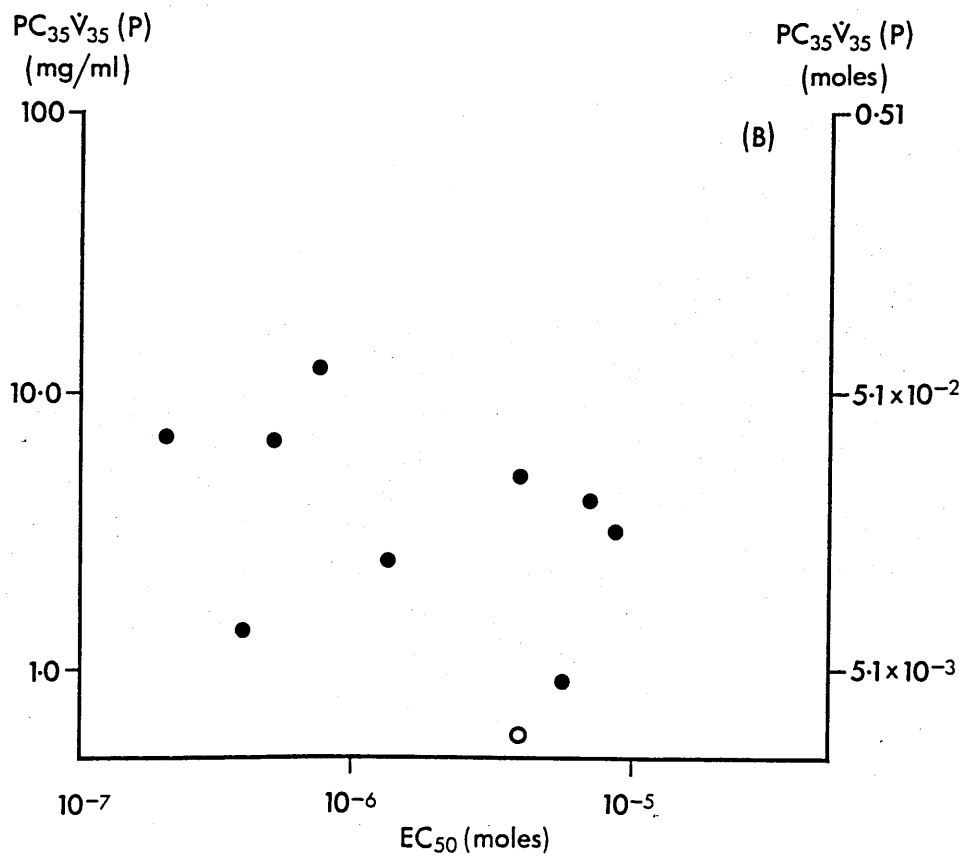 PC₃₅V̇₃₅ (P)
(mg/ml)
PC₃₅V̇₃₅ (P)
(moles)
100
0·51
(B)
10·0
5·1×10⁻²
1·0
5·1×10⁻³
10⁻⁷
10⁻⁶
10⁻⁵
EC₅₀ (moles)